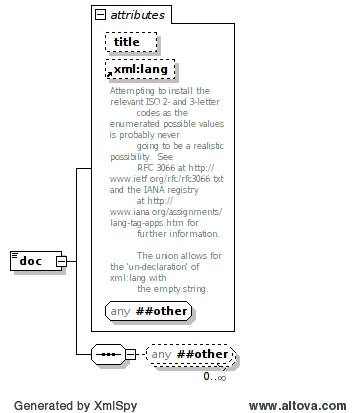 attributes
title
xml:lang
Attempting to install the
relevant ISO 2- and 3-letter
codes as the
enumerated possible values
is probably never
going to be a realistic
possibility. See
RFC 3066 at http://
www.ietf.org/rfc/rfc3066.txt
and the IANA registry
at http://
www.iana.org/assignments/
lang-tag-apps.htm for
further information.
The union allows for
the 'un-declaration' of
xml:lang with
the empty string.
doc
any ##other
any ##other
0..∞
Generated by XmlSpy
www.altova.com